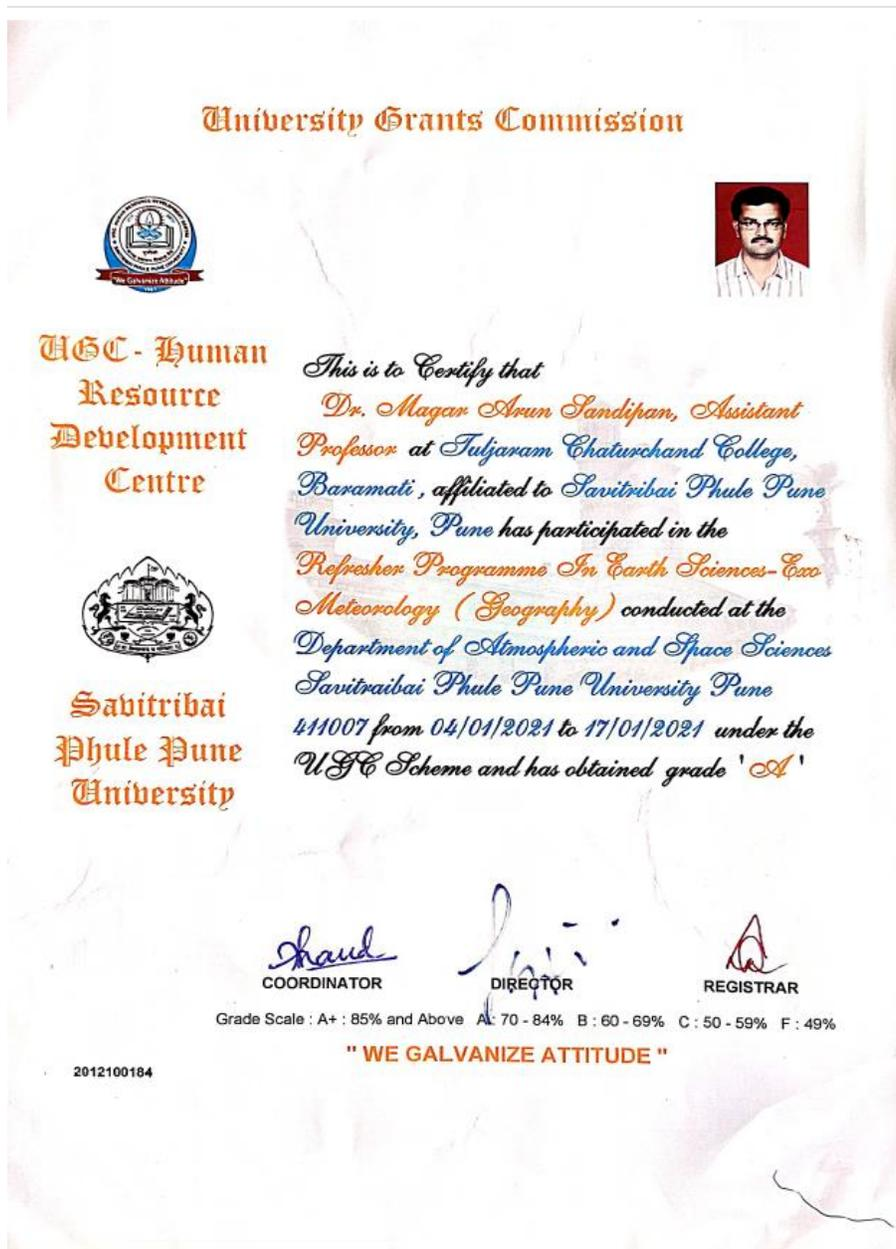 University Grants Commission
"We Galvanize Attitude"
UGC - Human
Resource
Development
Centre
This is to Certify that
Dr. Magar Arun Sandipan, Assistant
Professor at Tuljaram Chaturchand College,
Baramati , affiliated to Savitribai Phule Pune
University, Pune has participated in the
Refresher Programme In Earth Sciences-Exo
Meteorology ( Geography ) conducted at the
Department of Atmospheric and Space Sciences
Savitraibai Phule Pune University Pune
411007 from 04/01/2021 to 17/01/2021 under the
UGC Scheme and has obtained grade 'A'
Savitribai
Phule Pune
University
COORDINATOR
DIRECTOR
REGISTRAR
Grade Scale : A+ : 85% and Above A : 70 - 84% B : 60 - 69% C : 50 - 59% F : 49%
" WE GALVANIZE ATTITUDE "
2012100184